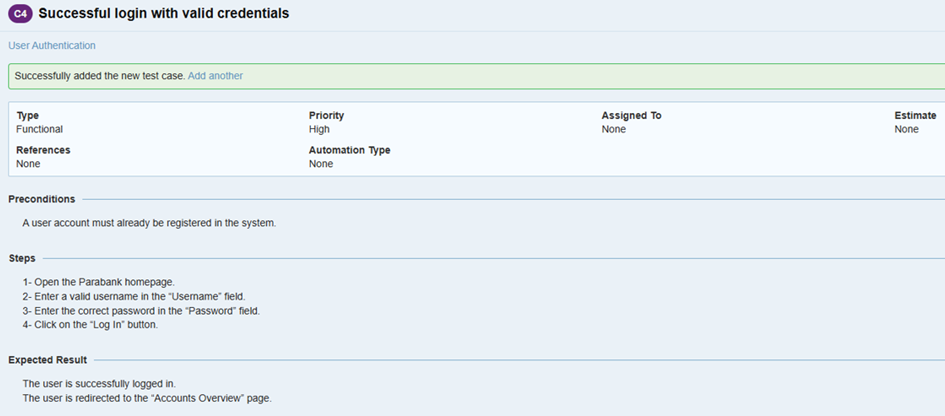 C4 Successful login with valid credentials
User Authentication
Successfully added the new test case. Add another
Type Priority Assigned To Estimate
Functional High None None
References Automation Type
None None
Preconditions
A user account must already be registered in the system.
Steps
1- Open the Parabank homepage.
2- Enter a valid username in the “Username” field.
3- Enter the correct password in the “Password” field.
4- Click on the “Log In” button.
Expected Result
The user is successfully logged in.
The user is redirected to the “Accounts Overview” page.